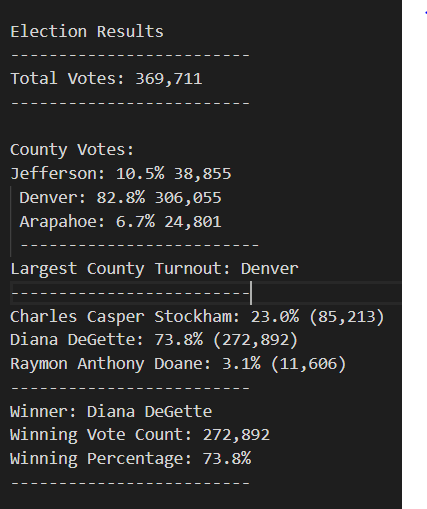 Election Results
-------------------------
Total Votes: 369,711
-------------------------
County Votes:
Jefferson: 10.5% 38,855
Denver: 82.8% 306,055
Arapahoe: 6.7% 24,801
-------------------------
Largest County Turnout: Denver
-------------------------
Charles Casper Stockham: 23.0% (85,213)
Diana DeGette: 73.8% (272,892)
Raymon Anthony Doane: 3.1% (11,606)
-------------------------
Winner: Diana DeGette
Winning Vote Count: 272,892
Winning Percentage: 73.8%
-------------------------